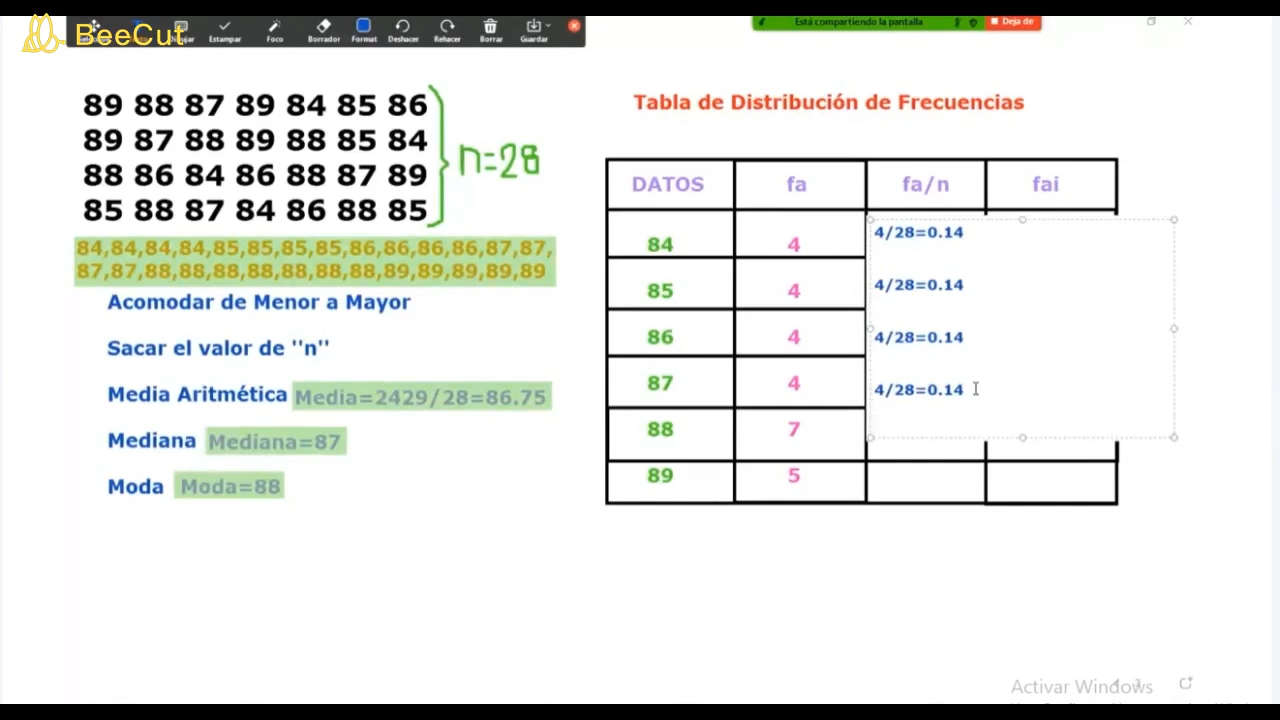 BeeCut
Dibujar Estampar Foco Borrador Format Deshacer Rehacer Borrar Guardar
Está compartiendo la pantalla Deja de
89 88 87 89 84 85 86
89 87 88 89 88 85 84
88 86 84 86 88 87 89
85 88 87 84 86 88 85
n=28
84,84,84,84,85,85,85,85,86,86,86,86,87,87,
87,87,88,88,88,88,88,88,88,89,89,89,89,89
Acomodar de Menor a Mayor
Sacar el valor de ''n''
Media Aritmética Media=2429/28=86.75
Mediana Mediana=87
Moda Moda=88
Tabla de Distribución de Frecuencias
DATOS fa fa/n fai
84 4 4/28=0.14
85 4 4/28=0.14
86 4 4/28=0.14
87 4 4/28=0.14
88 7
89 5
Activar Windows